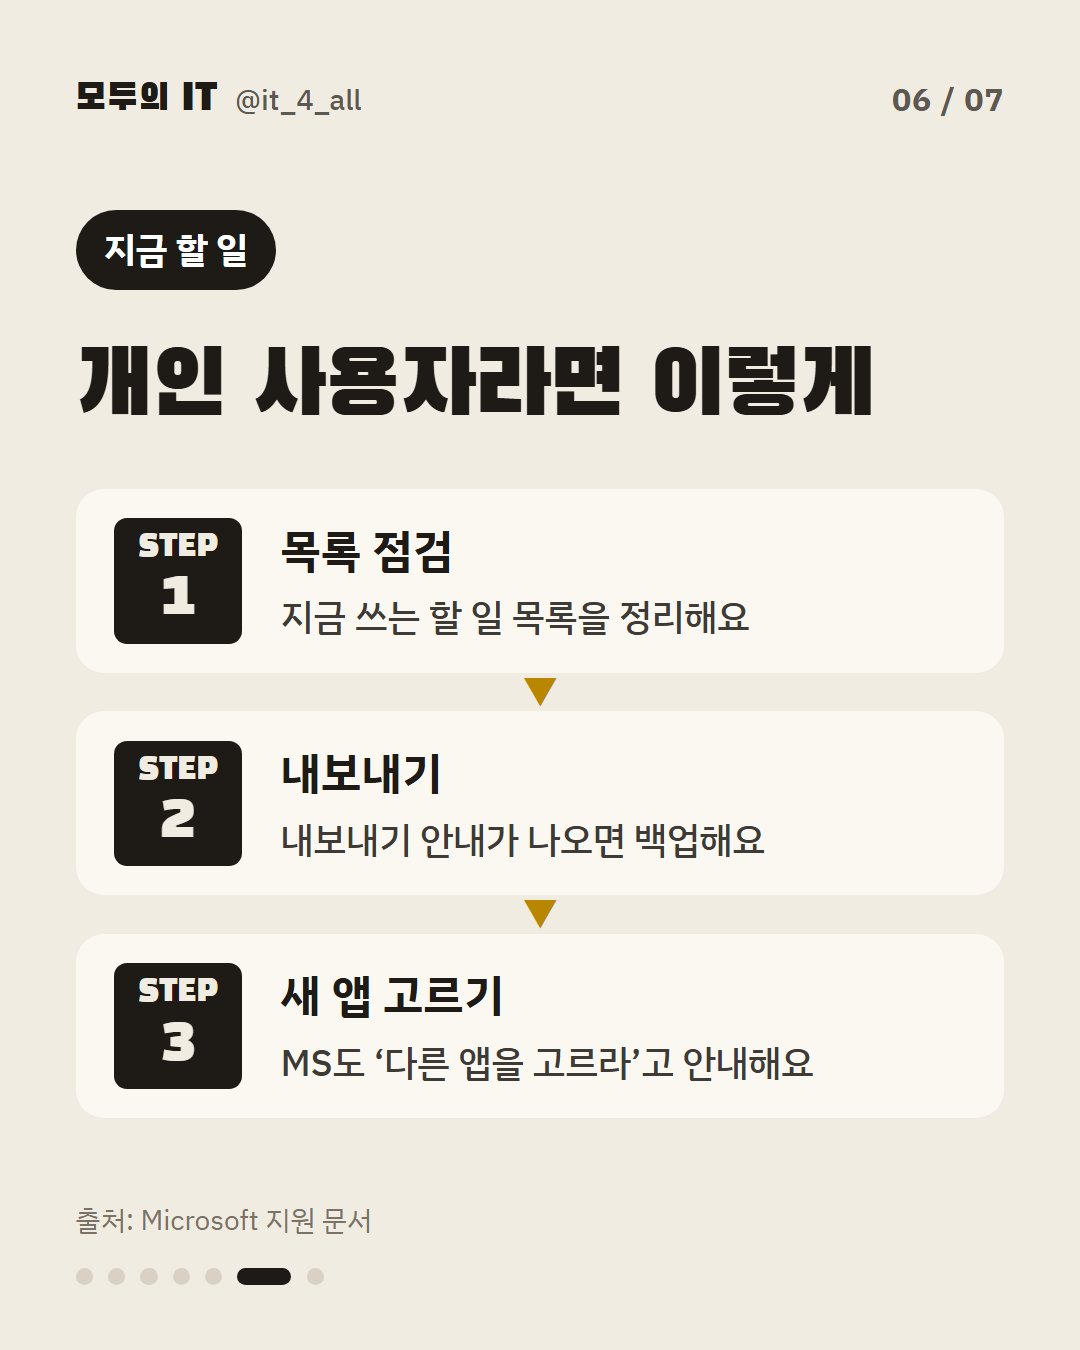 모두의 IT @it_4_all
06 / 07
지금 할 일
개인 사용자라면 이렇게
STEP 1
목록 점검
지금 쓰는 할 일 목록을 정리해요
STEP 2
내보내기
내보내기 안내가 나오면 백업해요
STEP 3
새 앱 고르기
MS도 ‘다른 앱을 고르라’고 안내해요
출처: Microsoft 지원 문서